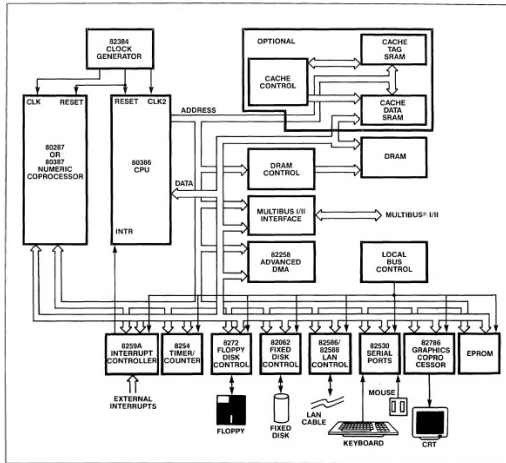 82384
CLOCK
GENERATOR
CLK
RESET
RESET
CLK2
80287
OR
80387
NUMERIC
COPROCESSOR
80386
CPU
INTR
ADDRESS
DATA
OPTIONAL
CACHE
CONTROL
CACHE
TAG
SRAM
CACHE
DATA
SRAM
DRAM
CONTROL
DRAM
MULTIBUS I/II
INTERFACE
MULTIBUS® I/II
82258
ADVANCED
DMA
LOCAL
BUS
CONTROL
8259A
INTERRUPT
CONTROLLER
8254
TIMER/
COUNTER
8272
FLOPPY
DISK
CONTROL
82062
FIXED
DISK
CONTROL
82586/
82588
LAN
CONTROL
82530
SERIAL
PORTS
82786
GRAPHICS
COPRO
CESSOR
EPROM
EXTERNAL
INTERRUPTS
FLOPPY
FIXED
DISK
LAN
CABLE
MOUSE
KEYBOARD
CRT